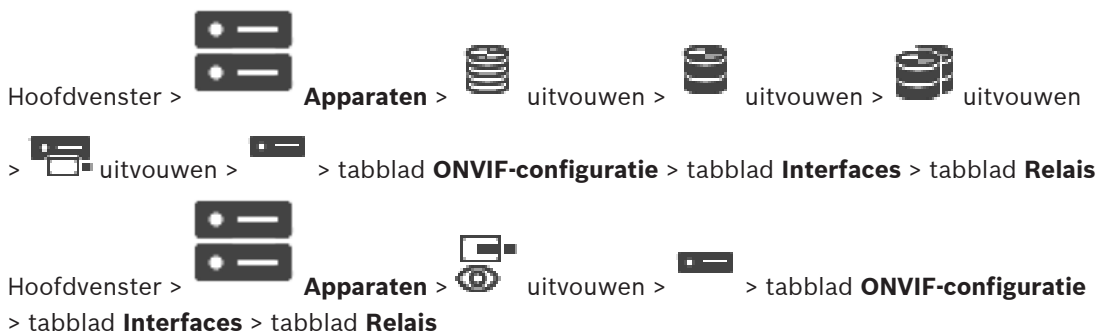 Hoofdvenster > Apparaten > uitvouwen > uitvouwen > uitvouwen
> uitvouwen > > tabblad ONVIF-configuratie > tabblad Interfaces > tabblad Relais
Hoofdvenster > Apparaten > uitvouwen > > tabblad ONVIF-configuratie
> tabblad Interfaces > tabblad Relais